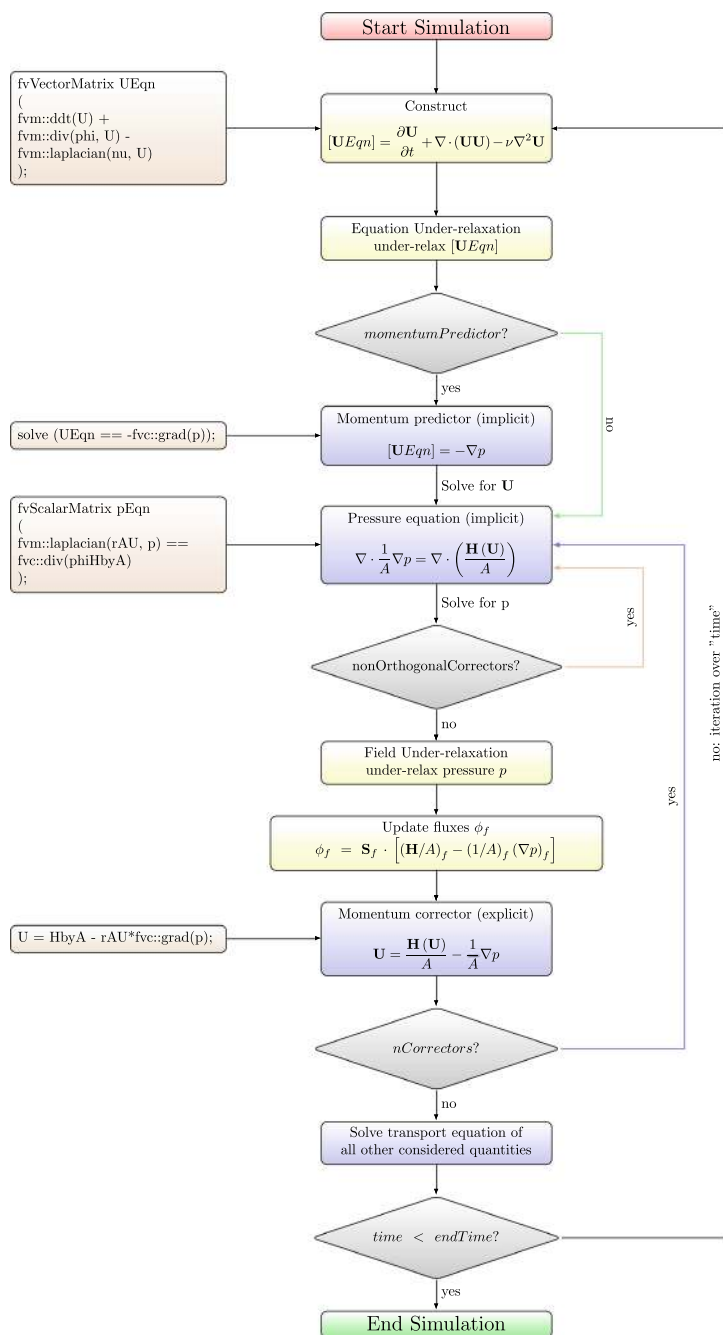 Start Simulation
fvVectorMatrix UEqn
(
fvm::ddt(U) +
fvm::div(phi, U) -
fvm::laplacian(nu, U)
);
Construct
[UEqn] = ∂U/∂t + ∇·(UU) − ν∇²U
Equation Under-relaxation
under-relax [UEqn]
momentumPredictor?
no
yes
solve (UEqn == -fvc::grad(p));
Momentum predictor (implicit)
[UEqn] = −∇p
Solve for U
fvScalarMatrix pEqn
(
fvm::laplacian(rAU, p) ==
fvc::div(phiHbyA)
);
Pressure equation (implicit)
∇ · 1/A ∇p = ∇ · (H(U)/A)
Solve for p
yes
nonOrthogonalCorrectors?
no
no: iteration over "time"
Field Under-relaxation
under-relax pressure p
yes
Update fluxes ϕf
ϕf = Sf · [(H/A)f − (1/A)f (∇p)f]
U = HbyA - rAU*fvc::grad(p);
Momentum corrector (explicit)
U = H(U)/A − 1/A ∇p
nCorrectors?
no
Solve transport equation of
all other considered quantities
time < endTime?
yes
End Simulation